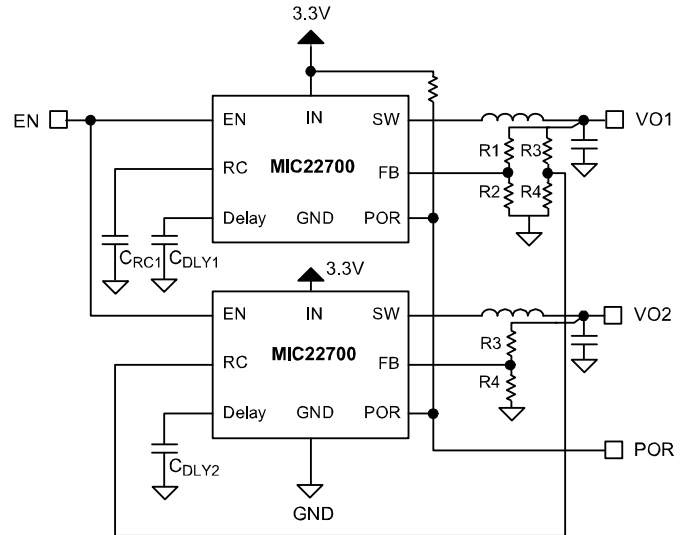 3.3V
EN
EN
IN
SW
VO1
R1
R3
RC
MIC22700
FB
R2
R4
Delay
GND
POR
CRC1
CDLY1
3.3V
EN
IN
SW
VO2
MIC22700
R3
RC
FB
R4
Delay
GND
POR
CDLY2
POR
GND